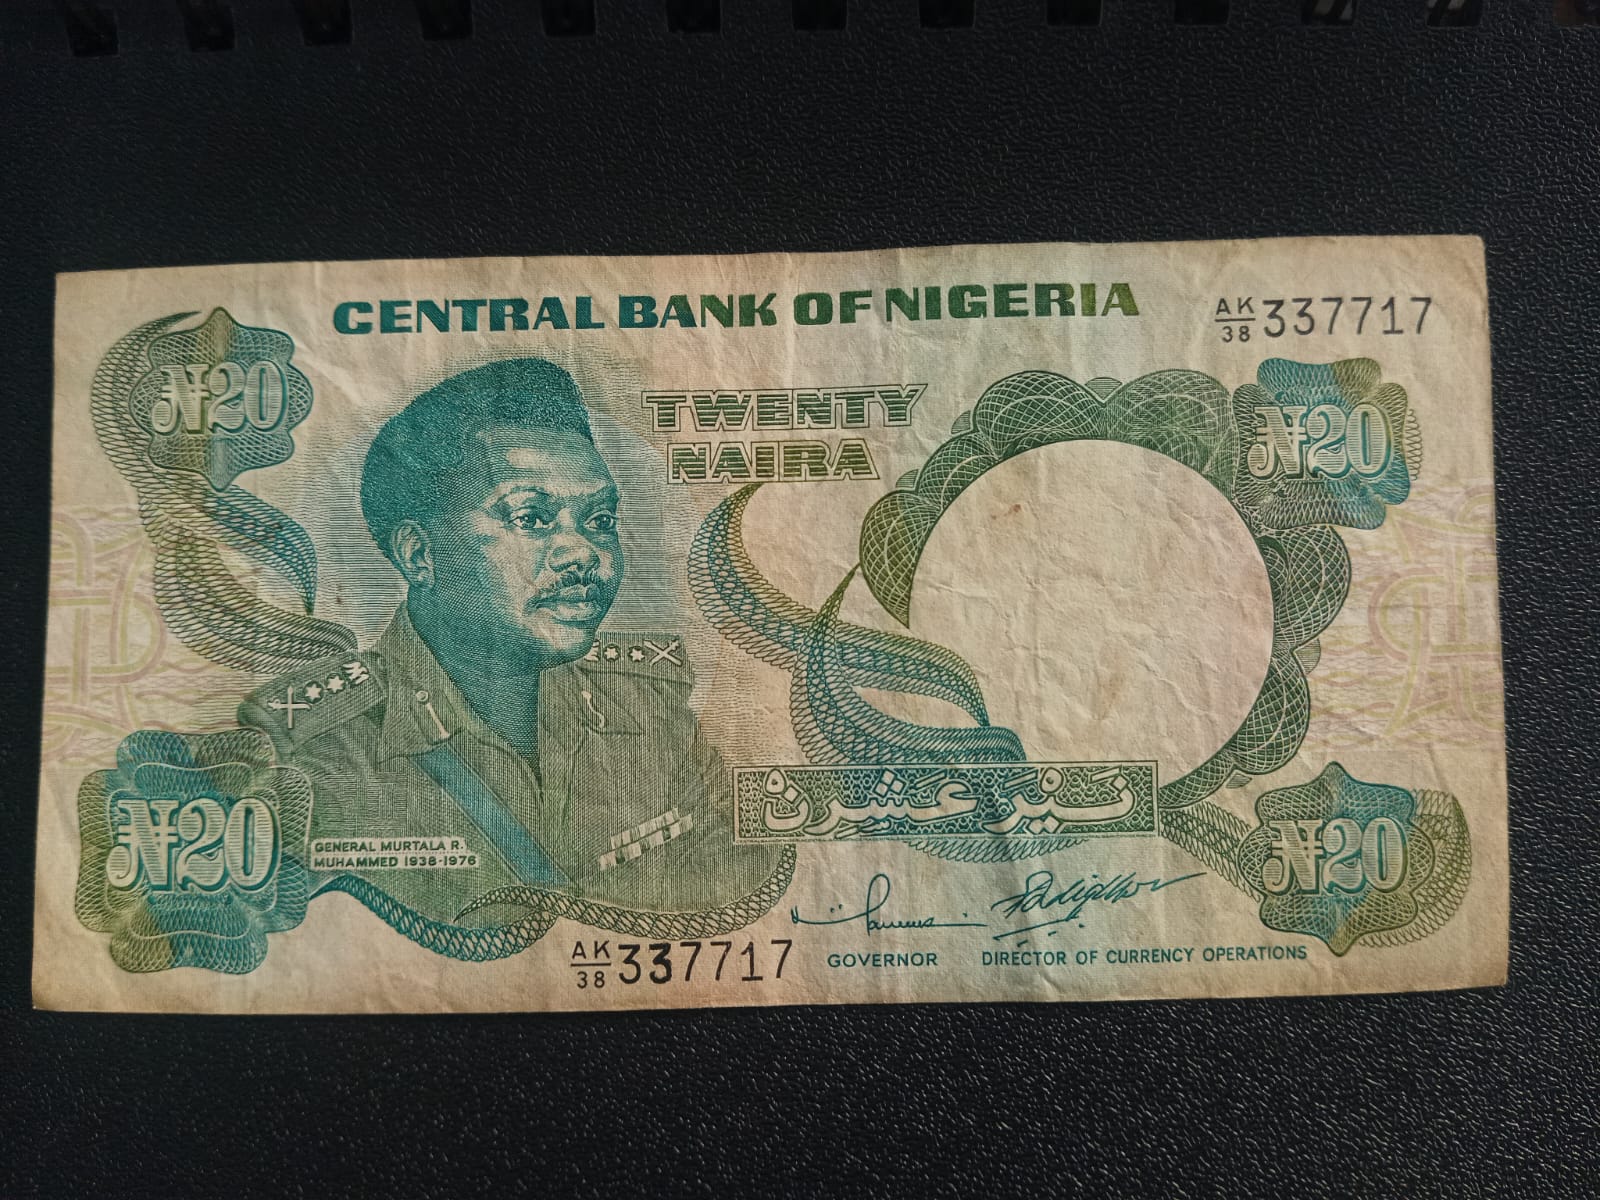 CENTRAL BANK OF NIGERIA
AK/38 337717
₦20
TWENTY
NAIRA
₦20
نَيْرَ عَشِرِنْ
₦20
GENERAL MURTALA R.
MUHAMMED 1938-1976
₦20
AK/38 337717
GOVERNOR
DIRECTOR OF CURRENCY OPERATIONS